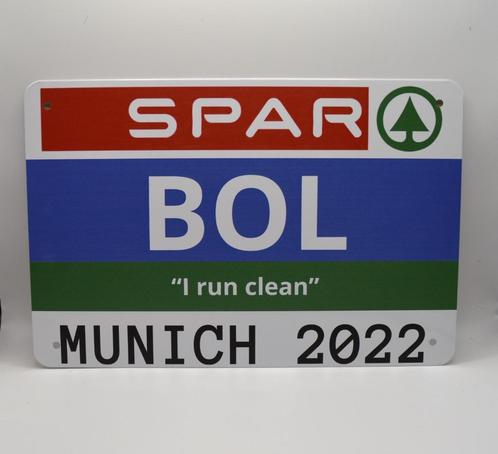 SPAR
BOL
“I run clean”
MUNICH 2022